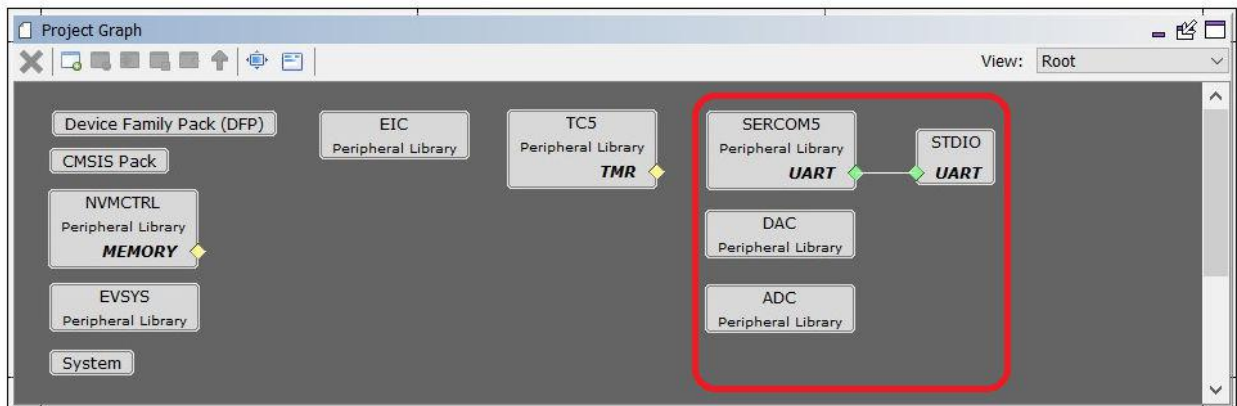 Project Graph
View: Root
Device Family Pack (DFP)
CMSIS Pack
NVMCTRL
Peripheral Library
MEMORY
EVSYS
Peripheral Library
System
EIC
Peripheral Library
TC5
Peripheral Library
TMR
SERCOM5
Peripheral Library
UART
STDIO
UART
DAC
Peripheral Library
ADC
Peripheral Library